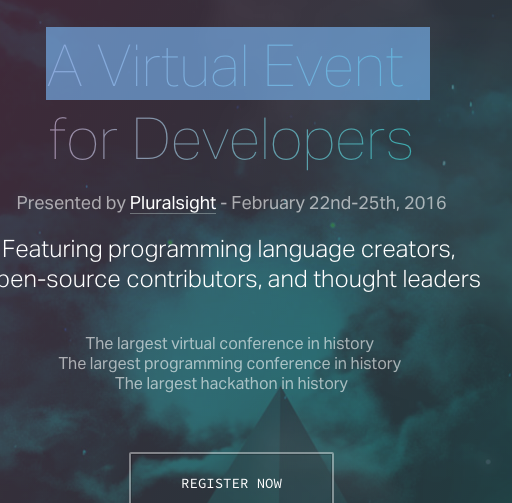 A Virtual Event
for Developers
Presented by Pluralsight - February 22nd-25th, 2016
Featuring programming language creators,
pen-source contributors, and thought leaders
The largest virtual conference in history
The largest programming conference in history
The largest hackathon in history
REGISTER NOW